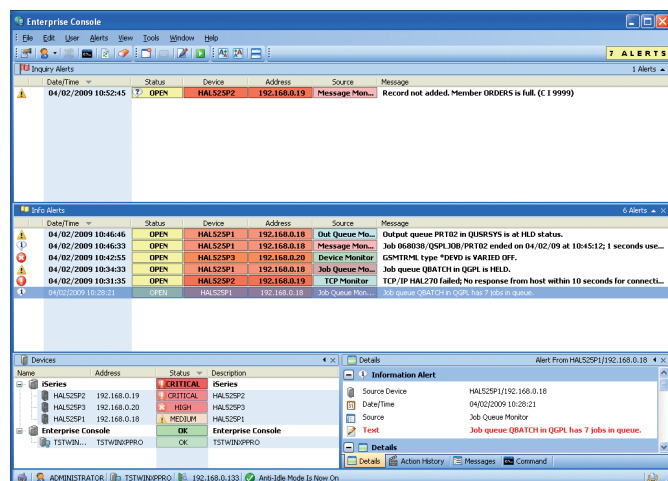 Enterprise Console
File Edit User Alerts View Tools Window Help
7 ALERTS
Inquiry Alerts 1 Alerts
Date/Time Status Device Address Source Message
04/02/2009 10:52:45 OPEN HAL525P2 192.168.0.19 Message Mon... Record not added. Member ORDERS is full. (C I 9999)
Info Alerts 6 Alerts
Date/Time Status Device Address Source Message
04/02/2009 10:46:46 OPEN HAL525P1 192.168.0.18 Out Queue Mo... Output queue PRT02 in QUSRSYS is at HLD status.
04/02/2009 10:46:33 OPEN HAL525P1 192.168.0.18 Message Mon... Job 068038/QSPLJOB/PRT02 ended on 04/02/09 at 10:45:12; 1 seconds use...
04/02/2009 10:42:55 OPEN HAL525P3 192.168.0.20 Device Monitor GSMTRML type *DEVD is VARIED OFF.
04/02/2009 10:34:33 OPEN HAL525P1 192.168.0.18 Job Queue Mo... Job queue QBATCH in QGPL is HELD.
04/02/2009 10:31:35 OPEN HAL525P2 192.168.0.19 TCP Monitor TCP/IP HAL270 failed; No response from host within 10 seconds for connecti...
04/02/2009 10:28:21 OPEN HAL525P1 192.168.0.18 Job Queue Mon... Job queue QBATCH in QGPL has 7 jobs in queue.
Devices
Name Address Status Description
iSeries CRITICAL iSeries
HAL525P2 192.168.0.19 CRITICAL HAL525P2
HAL525P3 192.168.0.20 HIGH HAL525P3
HAL525P1 192.168.0.18 MEDIUM HAL525P1
Enterprise Console OK Enterprise Console
TSTWIN... TSTWINXPPRO OK TSTWINXPPRO
Details Alert From HAL525P1/192.168.0.18
Information Alert
Source Device HAL525P1/192.168.0.18
Date/Time 04/02/2009 10:28:21
Source Job Queue Monitor
Text Job queue QBATCH in QGPL has 7 jobs in queue.
Details
Details Action History Messages Command
ADMINISTRATOR TSTWINXPPRO 192.168.0.133 Anti-Idle Mode Is Now On